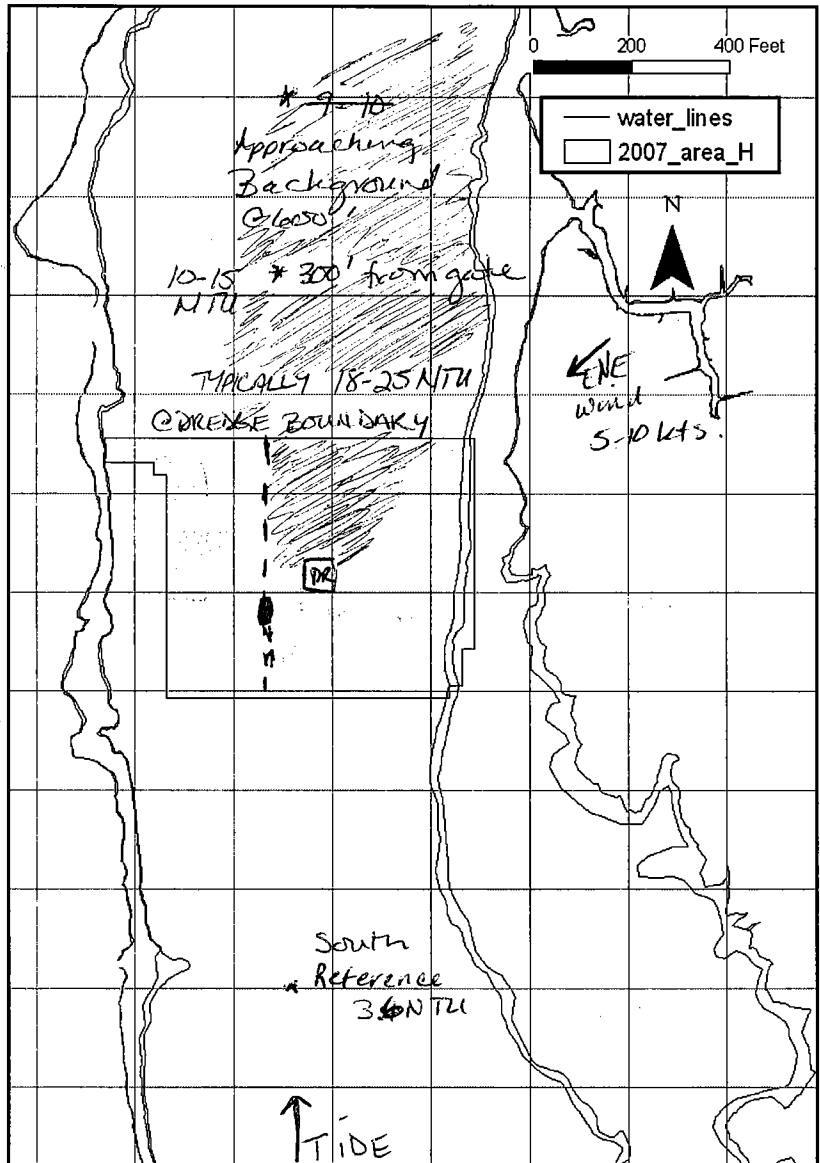 0 200 400 Feet
water_lines
2007_area_H
N
* 9-10
Approaching
Background
@ 600'
10-15 * 300' from gate
NTU
TYPICALLY 18-25 NTU
@ DREDGE BOUNDARY
ENE
wind
5-10 kts.
DR
South
Reference
NTU
TIDE